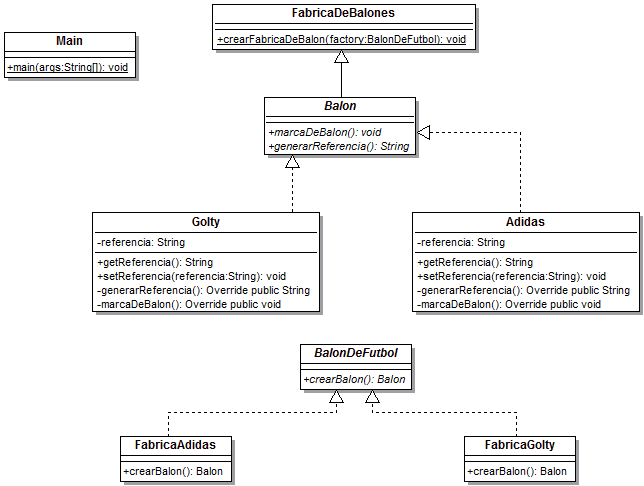 FabricaDeBalones
+crearFabricaDeBalon(factory:BalonDeFutbol): void
Main
+main(args:String[]): void
Balon
+marcaDeBalon(): void
+generarReferencia(): String
Golty
-referencia: String
+getReferencia(): String
+setReferencia(referencia:String): void
-generarReferencia(): Override public String
-marcaDeBalon(): Override public void
Adidas
-referencia: String
+getReferencia(): String
+setReferencia(referencia:String): void
-generarReferencia(): Override public String
-marcaDeBalon(): Override public void
BalonDeFutbol
+crearBalon(): Balon
FabricaAdidas
+crearBalon(): Balon
FabricaGolty
+crearBalon(): Balon